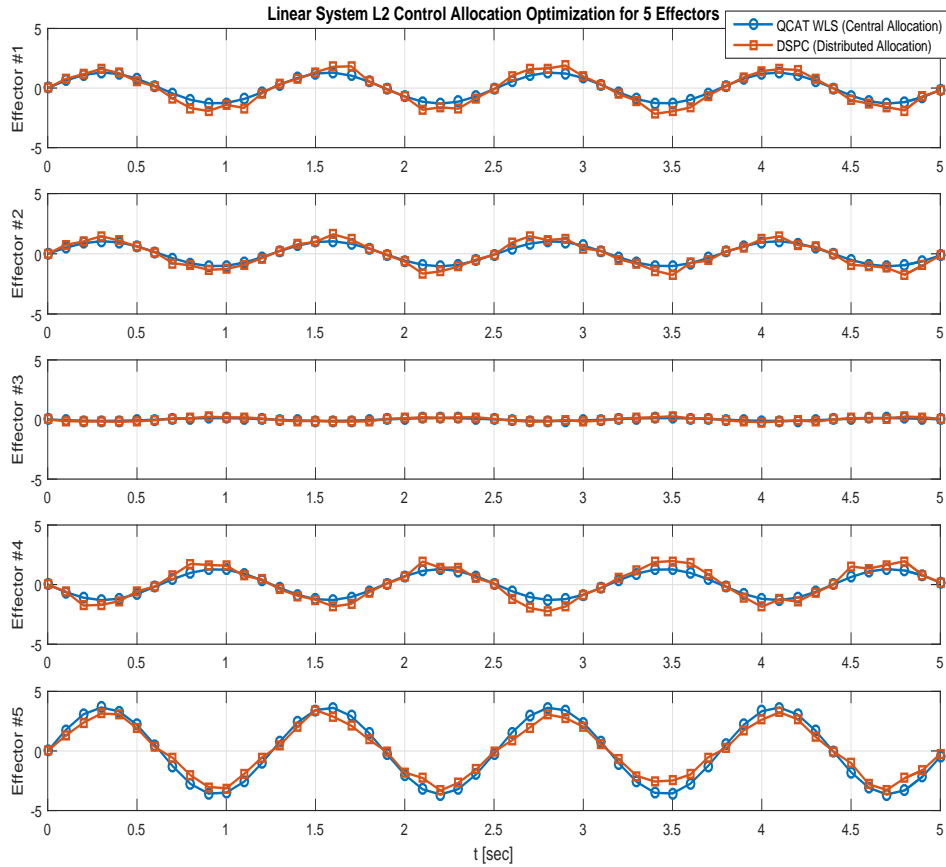 Linear System L2 Control Allocation Optimization for 5 Effectors
QCAT WLS (Central Allocation)
DSPC (Distributed Allocation)
Effector #1
5
0
-5
0 0.5 1 1.5 2 2.5 3 3.5 4 4.5 5
Effector #2
5
0
-5
0 0.5 1 1.5 2 2.5 3 3.5 4 4.5 5
Effector #3
5
0
-5
0 0.5 1 1.5 2 2.5 3 3.5 4 4.5 5
Effector #4
5
0
-5
0 0.5 1 1.5 2 2.5 3 3.5 4 4.5 5
Effector #5
5
0
-5
0 0.5 1 1.5 2 2.5 3 3.5 4 4.5 5
t [sec]